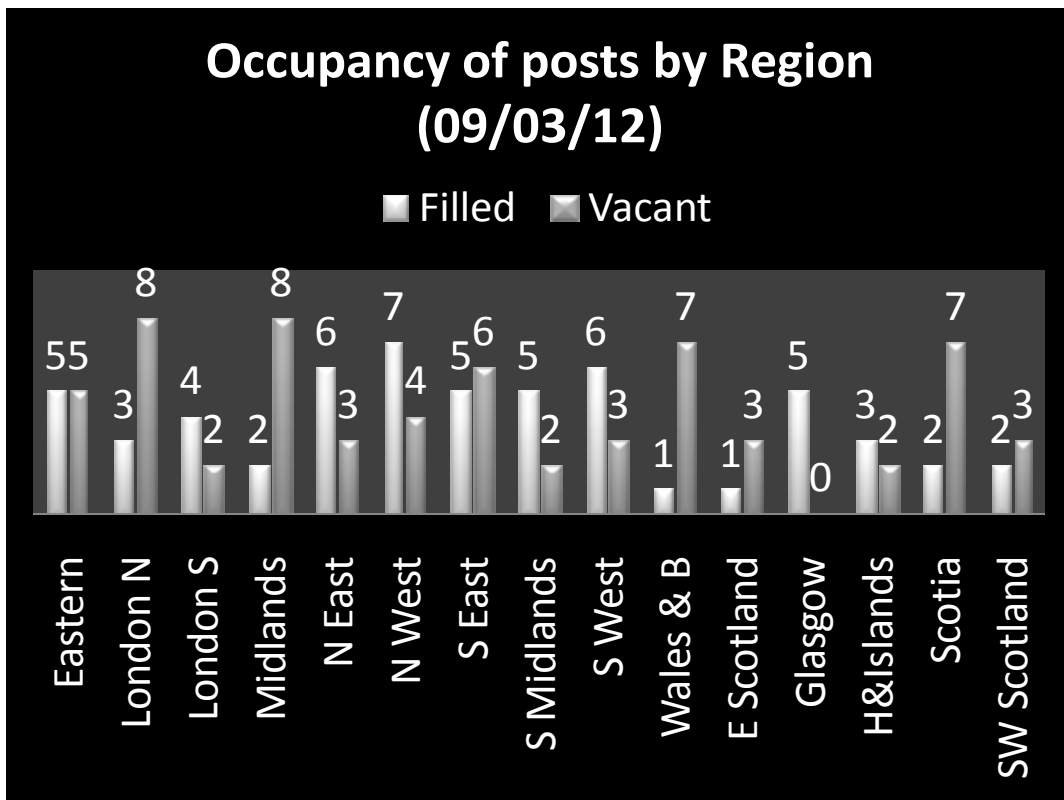 Occupancy of posts by Region
(09/03/12)
Filled Vacant
5 5 3 8 4 2 2 8 6 3 7 4 5 6 5 2 6 3 1 7 1 3 5 0 3 2 2 7 2 3
Eastern
London N
London S
Midlands
N East
N West
S East
S Midlands
S West
Wales & B
E Scotland
Glasgow
H&Islands
Scotia
SW Scotland